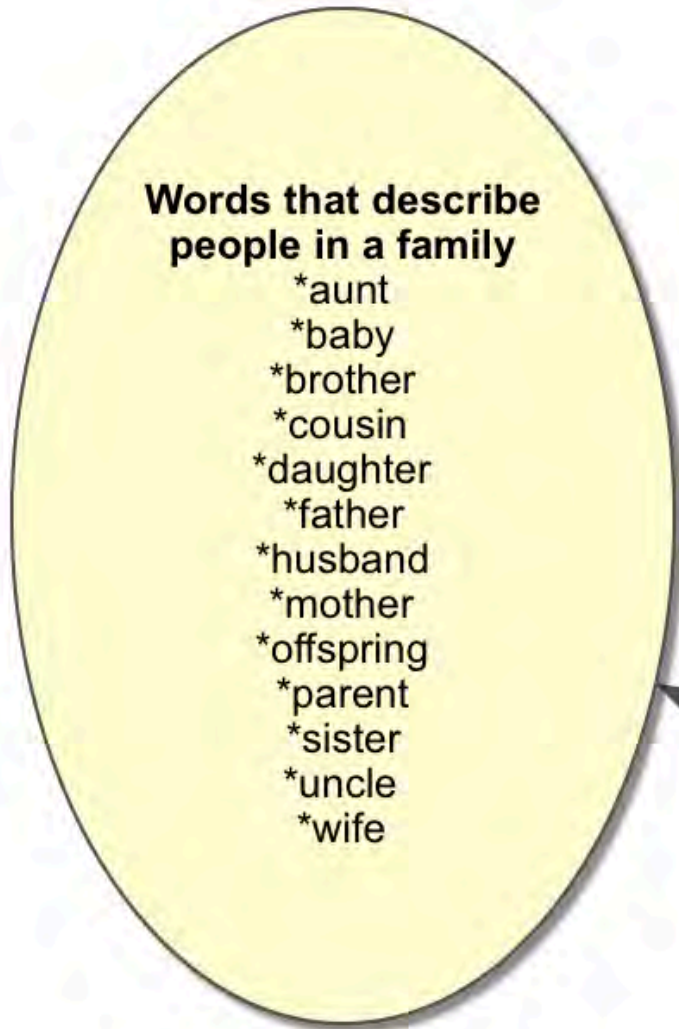 Words that describe
people in a family
*aunt
*baby
*brother
*cousin
*daughter
*father
*husband
*mother
*offspring
*parent
*sister
*uncle
*wife